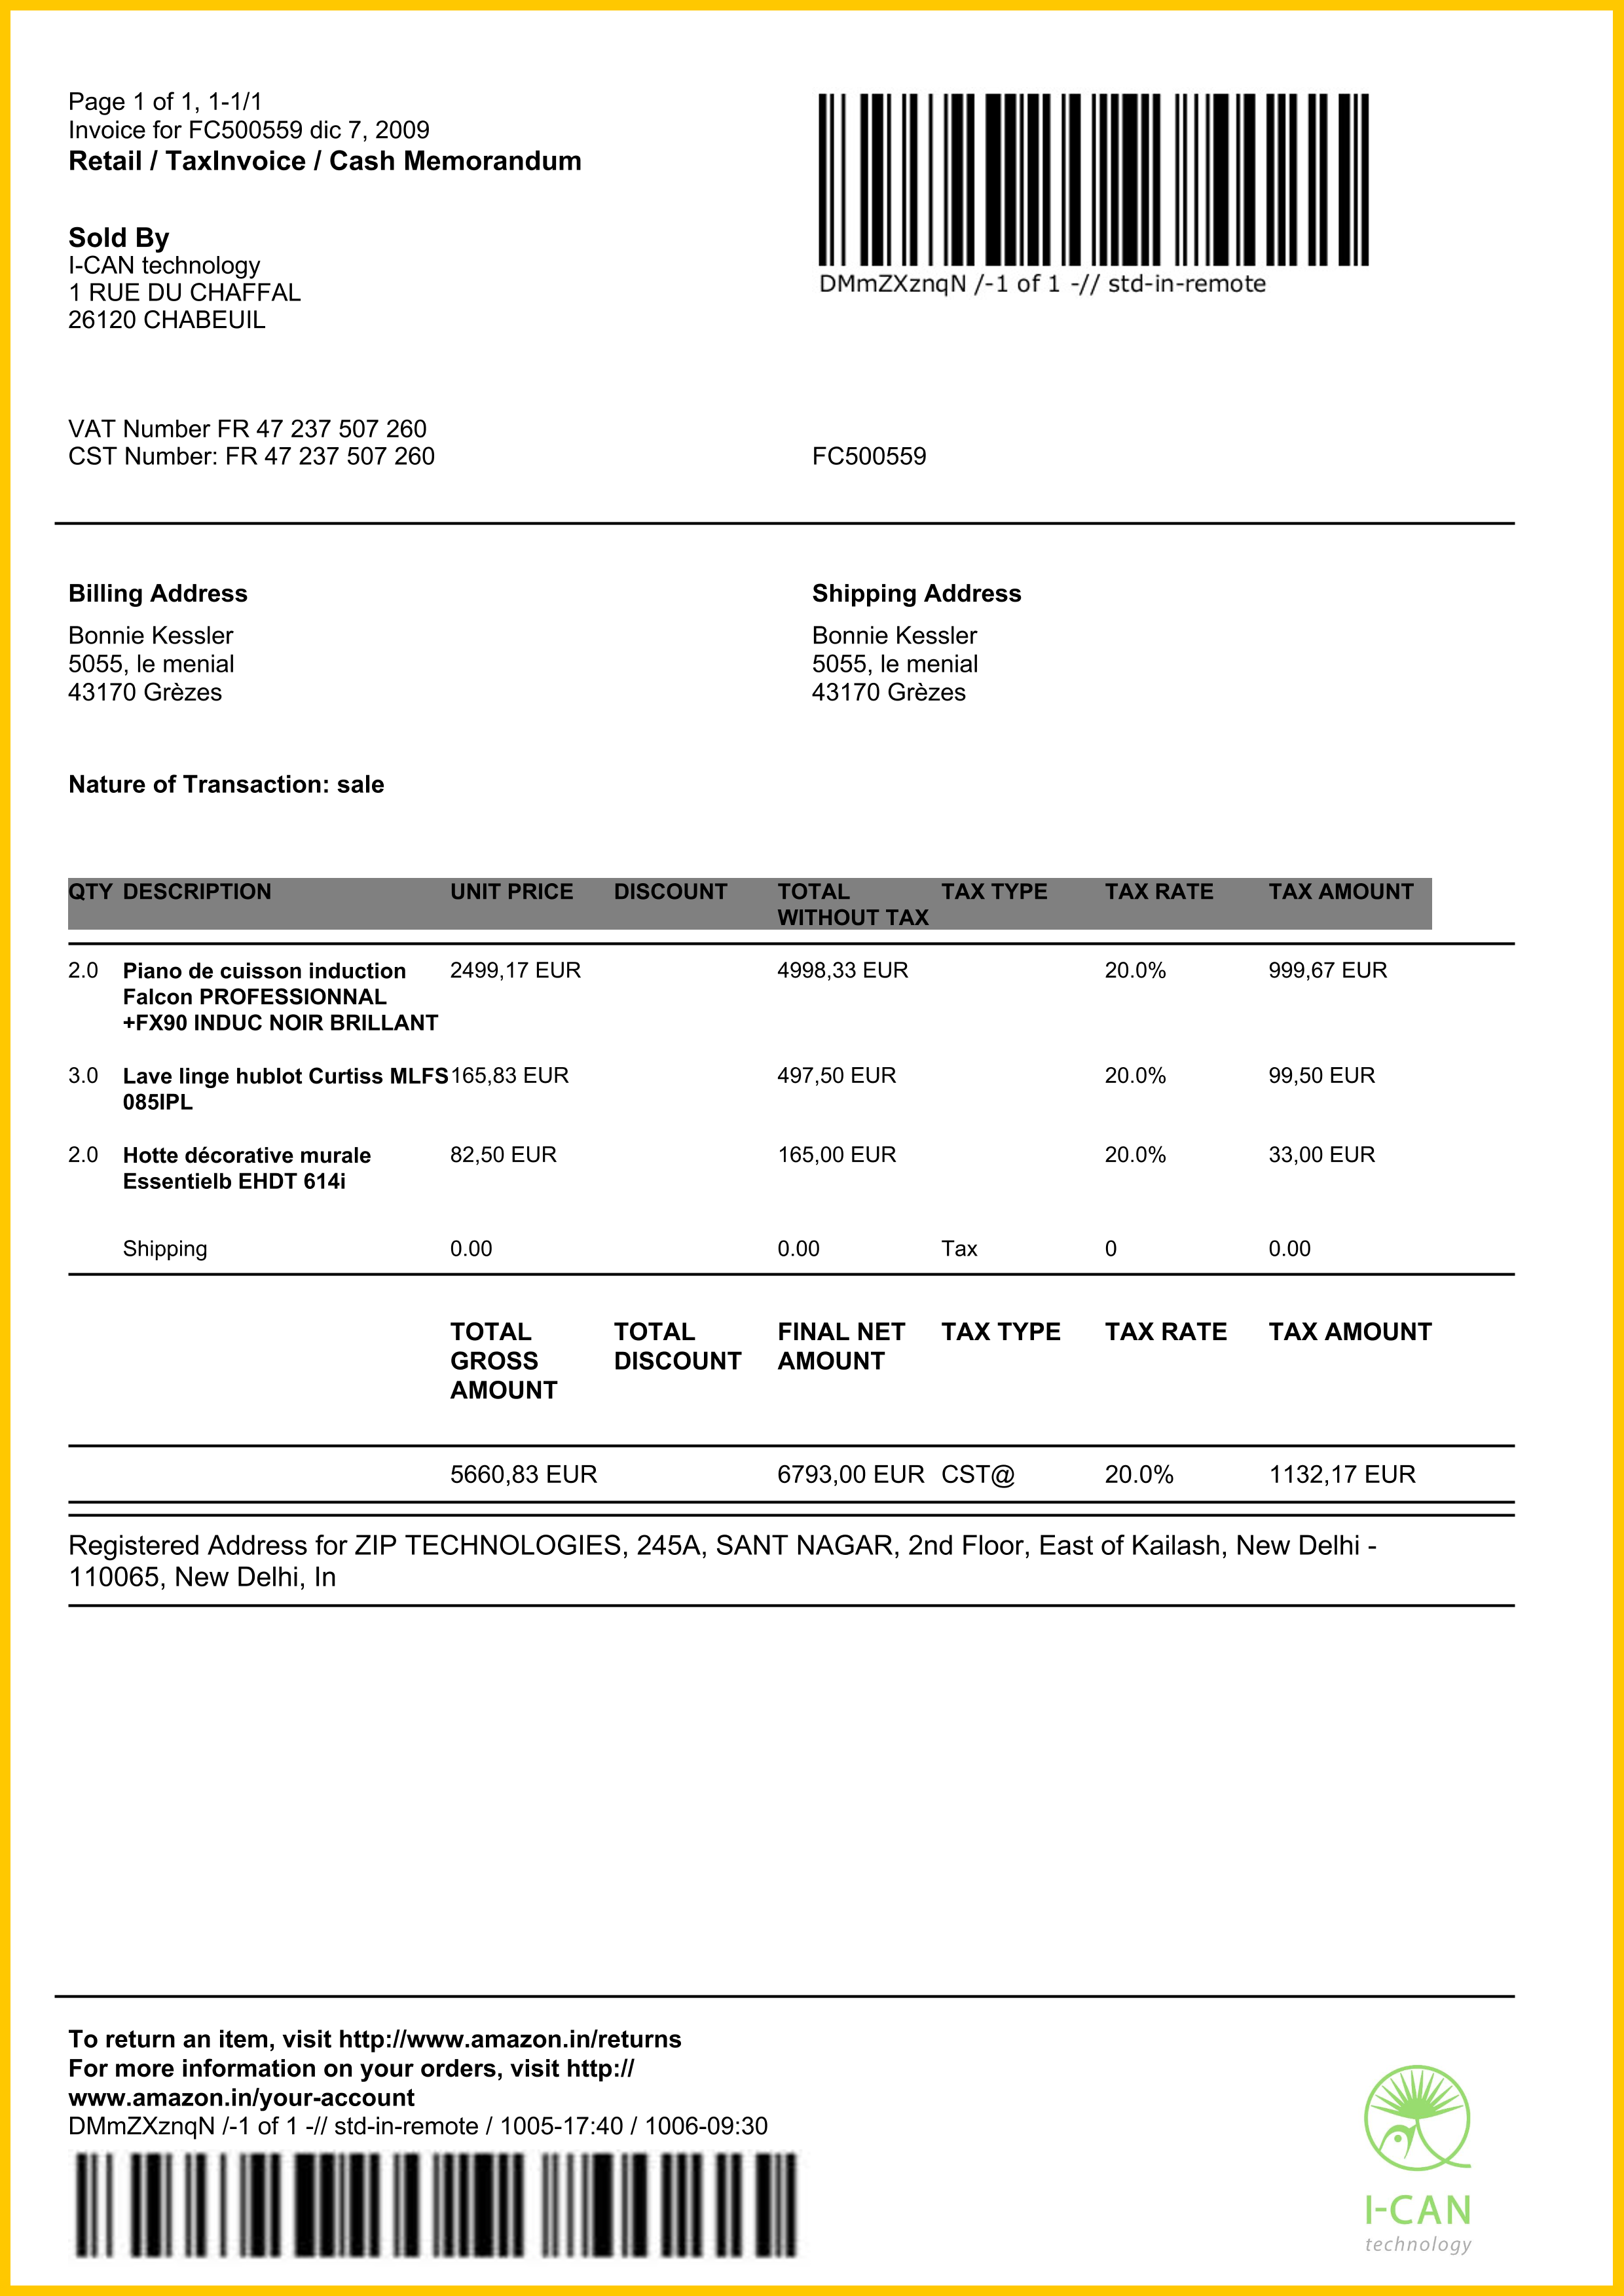 Page 1 of 1, 1-1/1
Invoice for FC500559 dic 7, 2009
Retail / TaxInvoice / Cash Memorandum
DMmZXznqN /-1 of 1 -// std-in-remote
Sold By
I-CAN technology
1 RUE DU CHAFFAL
26120 CHABEUIL
VAT Number FR 47 237 507 260
CST Number: FR 47 237 507 260
FC500559
Billing Address
Bonnie Kessler
5055, le menial
43170 Grèzes
Shipping Address
Bonnie Kessler
5055, le menial
43170 Grèzes
Nature of Transaction: sale
QTY DESCRIPTION UNIT PRICE DISCOUNT TOTAL TAX TYPE TAX RATE TAX AMOUNT
WITHOUT TAX
2.0 Piano de cuisson induction 2499,17 EUR 4998,33 EUR 20.0% 999,67 EUR
Falcon PROFESSIONNAL
+FX90 INDUC NOIR BRILLANT
3.0 Lave linge hublot Curtiss MLFS 165,83 EUR 497,50 EUR 20.0% 99,50 EUR
085IPL
2.0 Hotte décorative murale 82,50 EUR 165,00 EUR 20.0% 33,00 EUR
Essentielb EHDT 614i
Shipping 0.00 0.00 Tax 0 0.00
TOTAL TOTAL FINAL NET TAX TYPE TAX RATE TAX AMOUNT
GROSS DISCOUNT AMOUNT
AMOUNT
5660,83 EUR 6793,00 EUR CST@ 20.0% 1132,17 EUR
Registered Address for ZIP TECHNOLOGIES, 245A, SANT NAGAR, 2nd Floor, East of Kailash, New Delhi -
110065, New Delhi, In
To return an item, visit http://www.amazon.in/returns
For more information on your orders, visit http://
www.amazon.in/your-account
DMmZXznqN /-1 of 1 -// std-in-remote / 1005-17:40 / 1006-09:30
I-CAN
technology